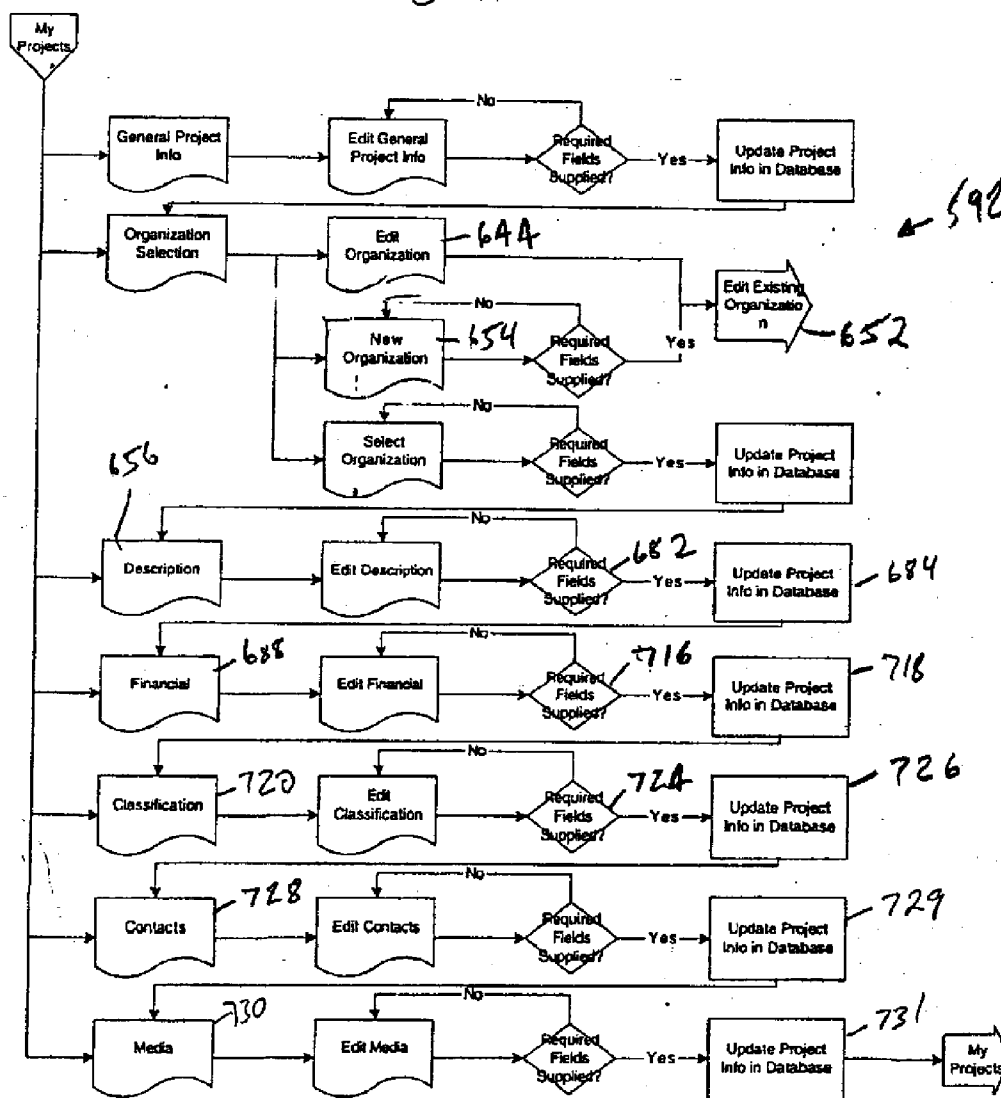 My
Projects
No
General Project
Info
Edit General
Project Info
Required
Fields
Supplied?
Yes
Update Project
Info in Database
592
Organization
Selection
Edit
Organization
644
Edit Existing
Organizatio
n
652
No
New
Organization
654
Required
Fields
Supplied?
Yes
No
Select
Organization
Required
Fields
Supplied?
Yes
Update Project
Info in Database
656
No
Description
Edit Description
Required
Fields
Supplied?
682
Yes
Update Project
Info in Database
684
No
Financial
688
Edit Financial
Required
Fields
Supplied?
716
Yes
Update Project
Info in Database
718
No
Classification
720
Edit
Classification
Required
Fields
Supplied?
724
Yes
Update Project
Info in Database
726
No
Contacts
728
Edit Contacts
Required
Fields
Supplied?
Yes
Update Project
Info in Database
729
No
Media
730
Edit Media
Required
Fields
Supplied?
Yes
Update Project
Info in Database
731
My
Projects